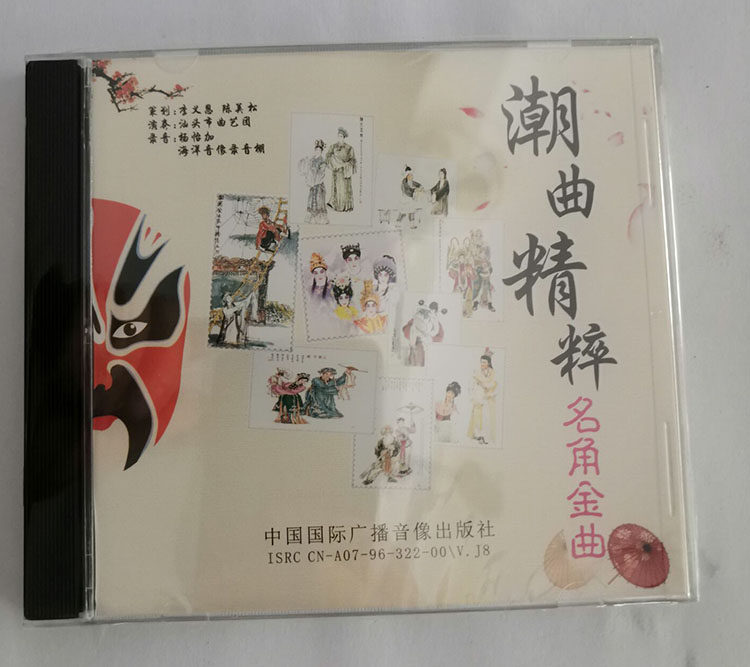 策划:李义恩 陈英松
演奏:汕头市曲艺团
录音:杨怡加
海洋音像录音棚
潮曲精粹
名角金曲
中国国际广播音像出版社
ISRC CN-A07-96-322-00\V.J8